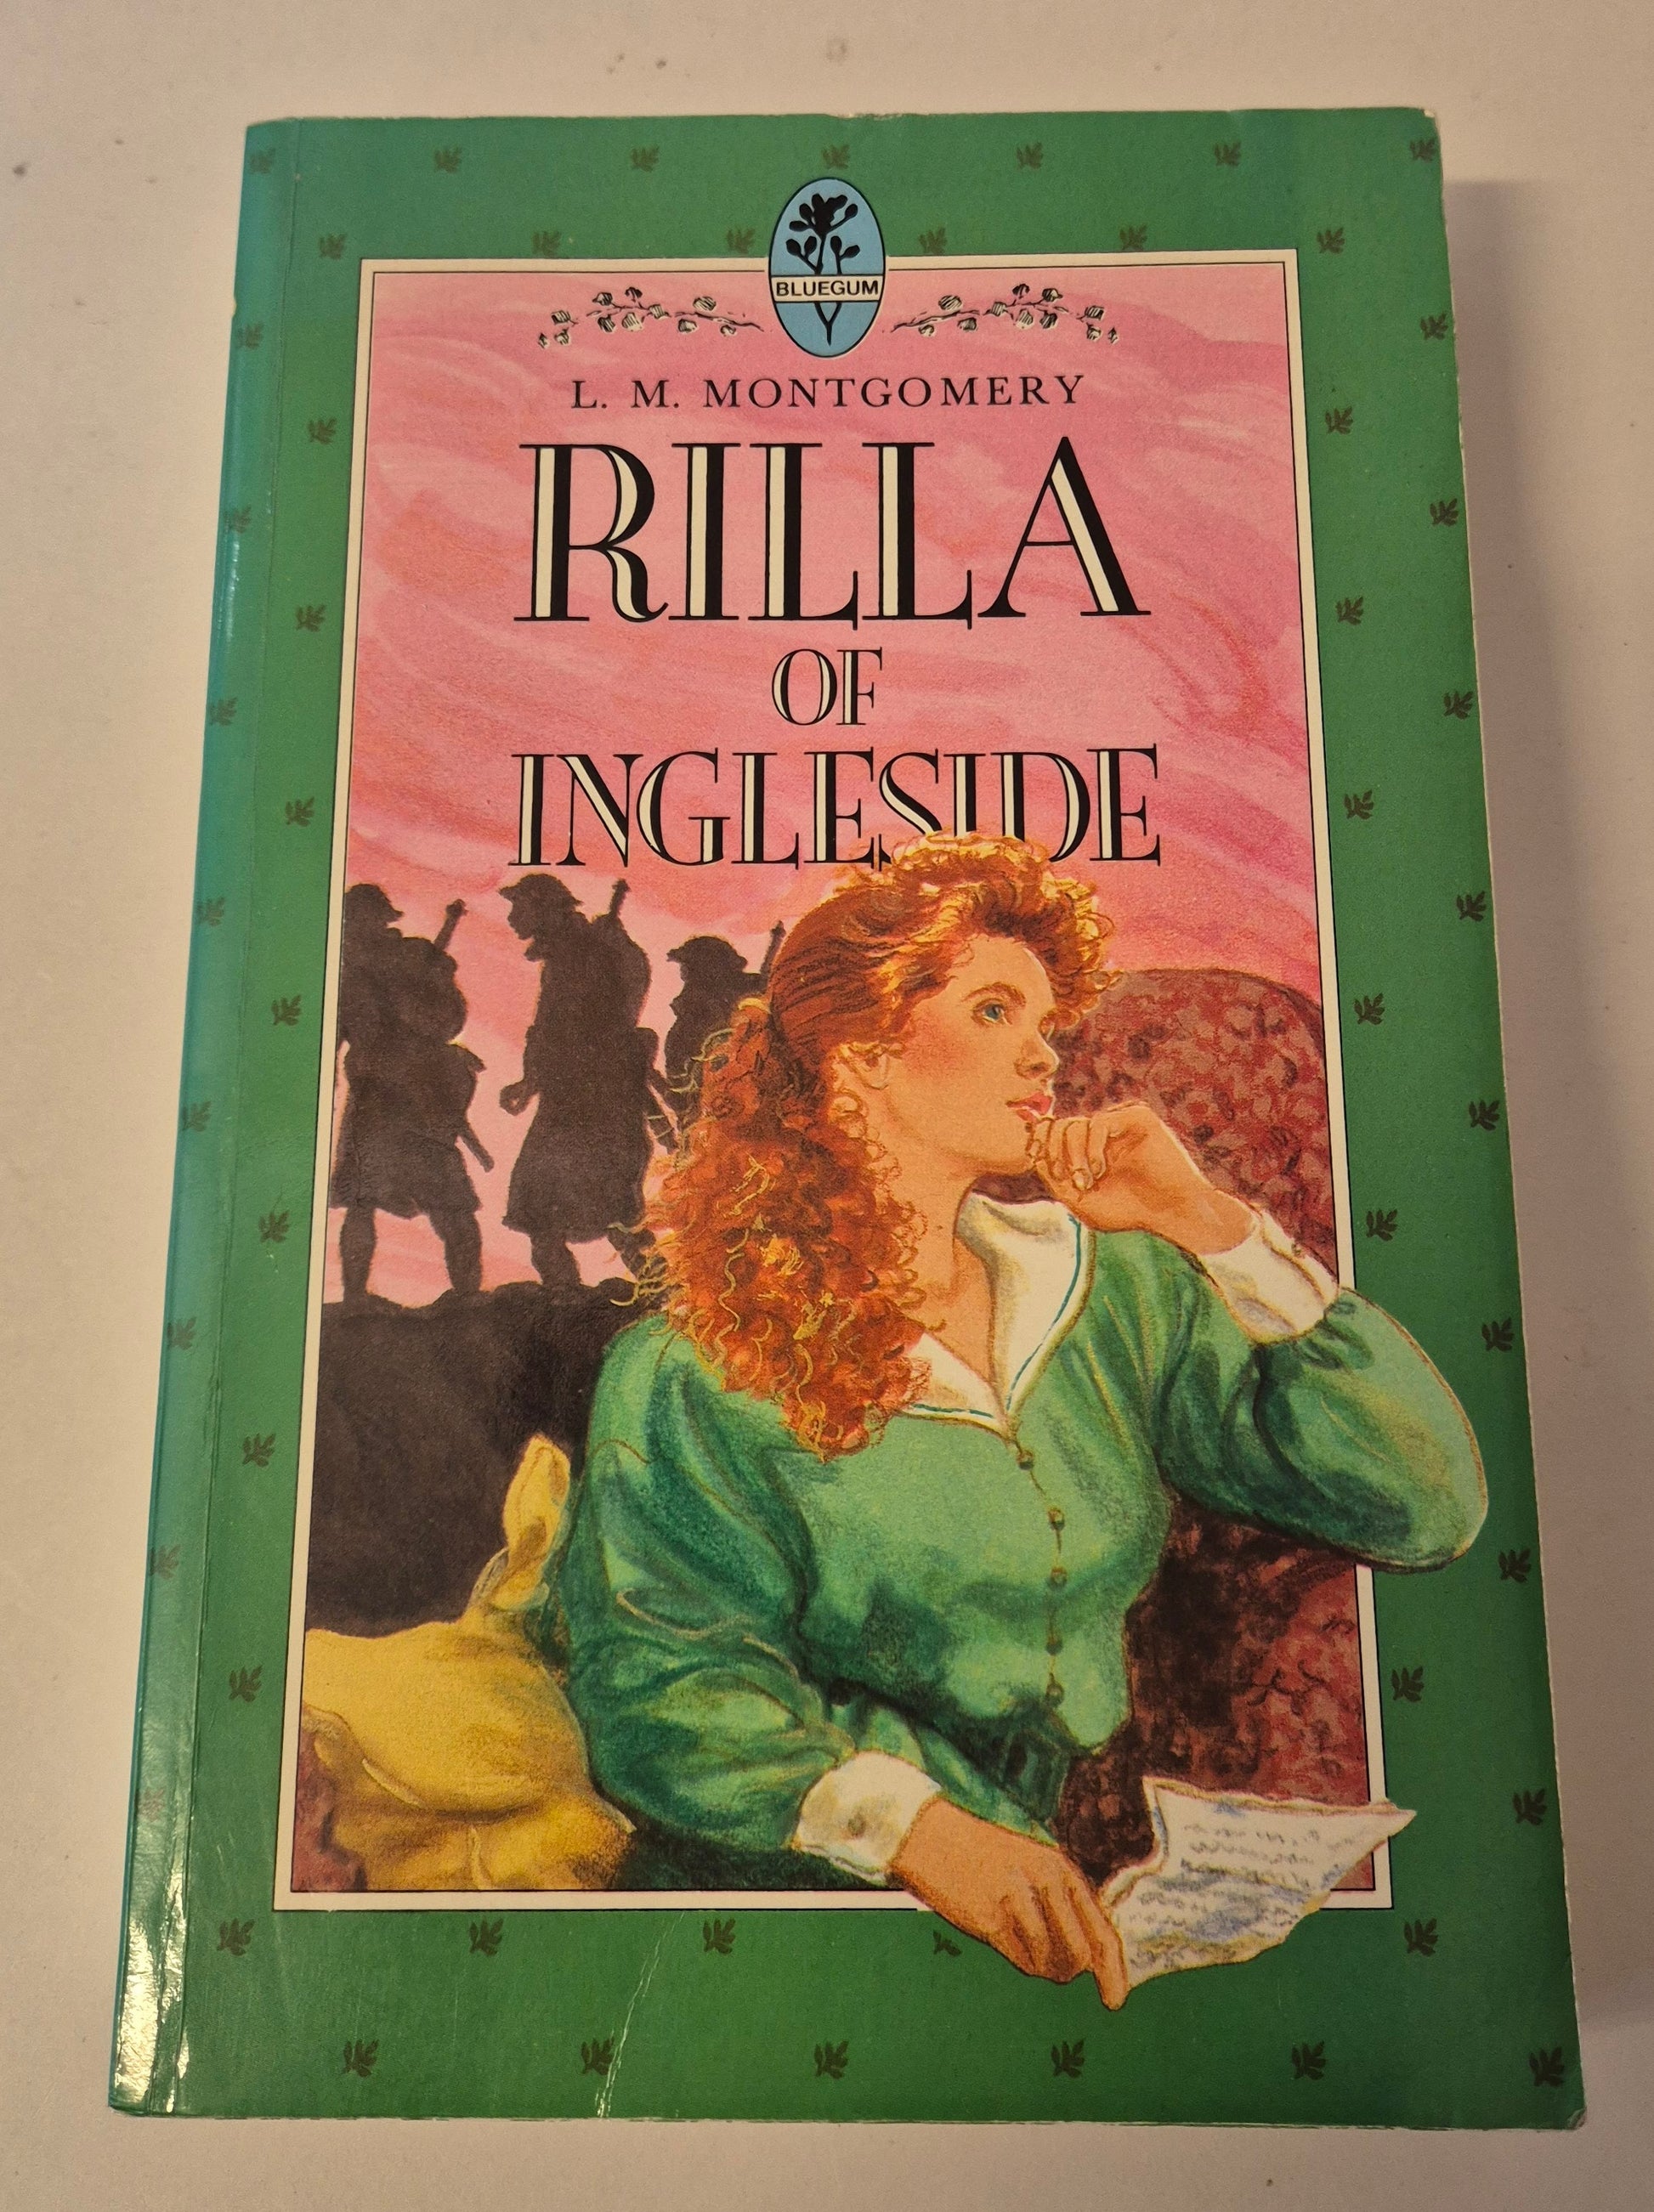 BLUEGUM
L. M. MONTGOMERY
RILLA
OF
INGLESIDE